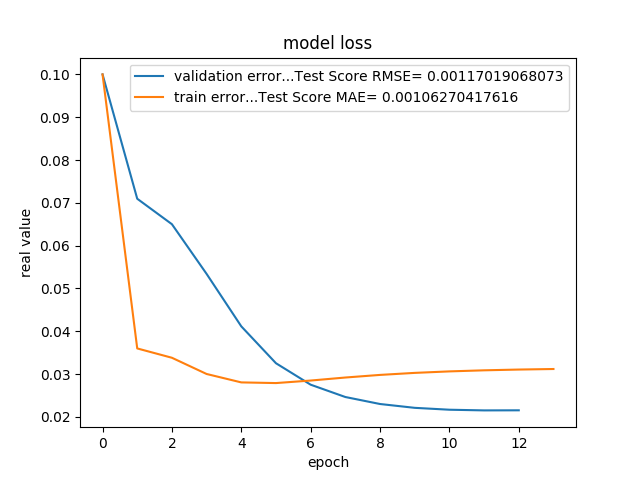 model loss
validation error...Test Score RMSE= 0.00117019068073
train error...Test Score MAE= 0.00106270417616
0.10
0.09
0.08
0.07
0.06
0.05
0.04
0.03
0.02
real value
0 2 4 6 8 10 12
epoch